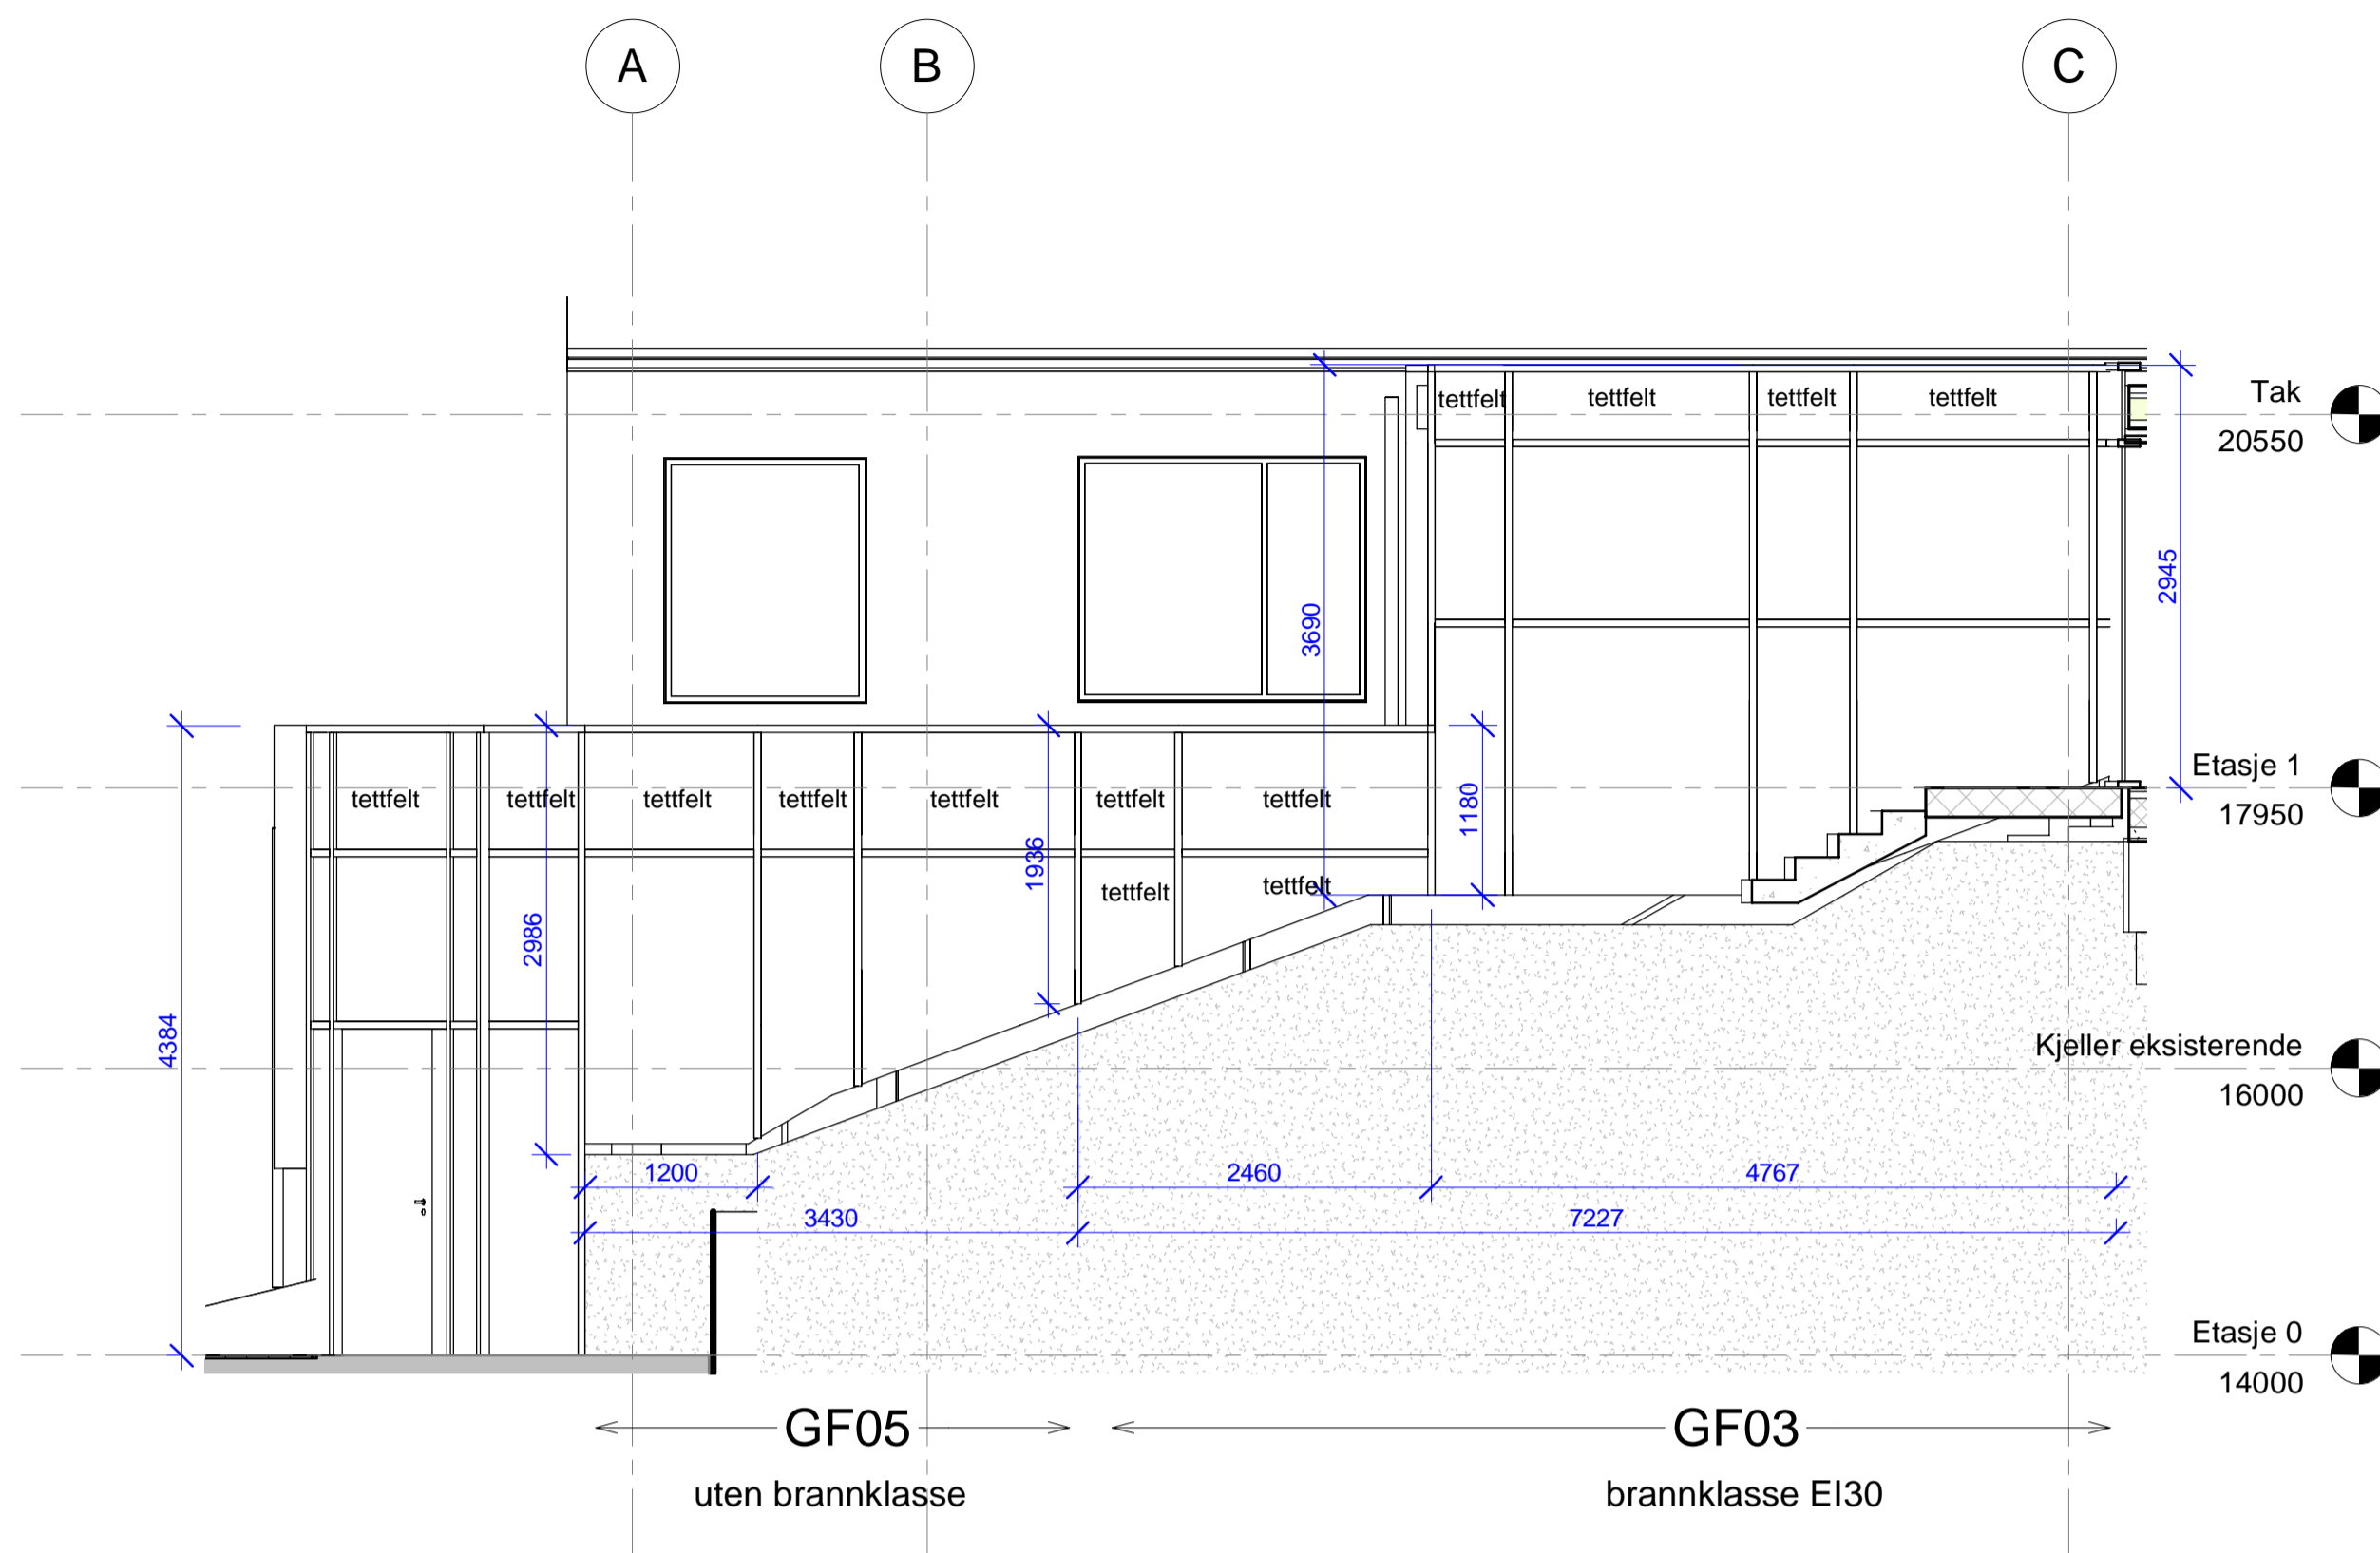 A
B
C
Tak
20550
tettfelt
tettfelt
tettfelt
tettfelt
3690
2945
Etasje 1
17950
tettfelt
tettfelt
tettfelt
tettfelt
tettfelt
tettfelt
tettfelt
1180
1936
tettfelt
tettfelt
2986
4384
Kjeller eksisterende
16000
1200
2460
4767
3430
7227
Etasje 0
14000
GF05
GF03
uten brannklasse
brannklasse EI30